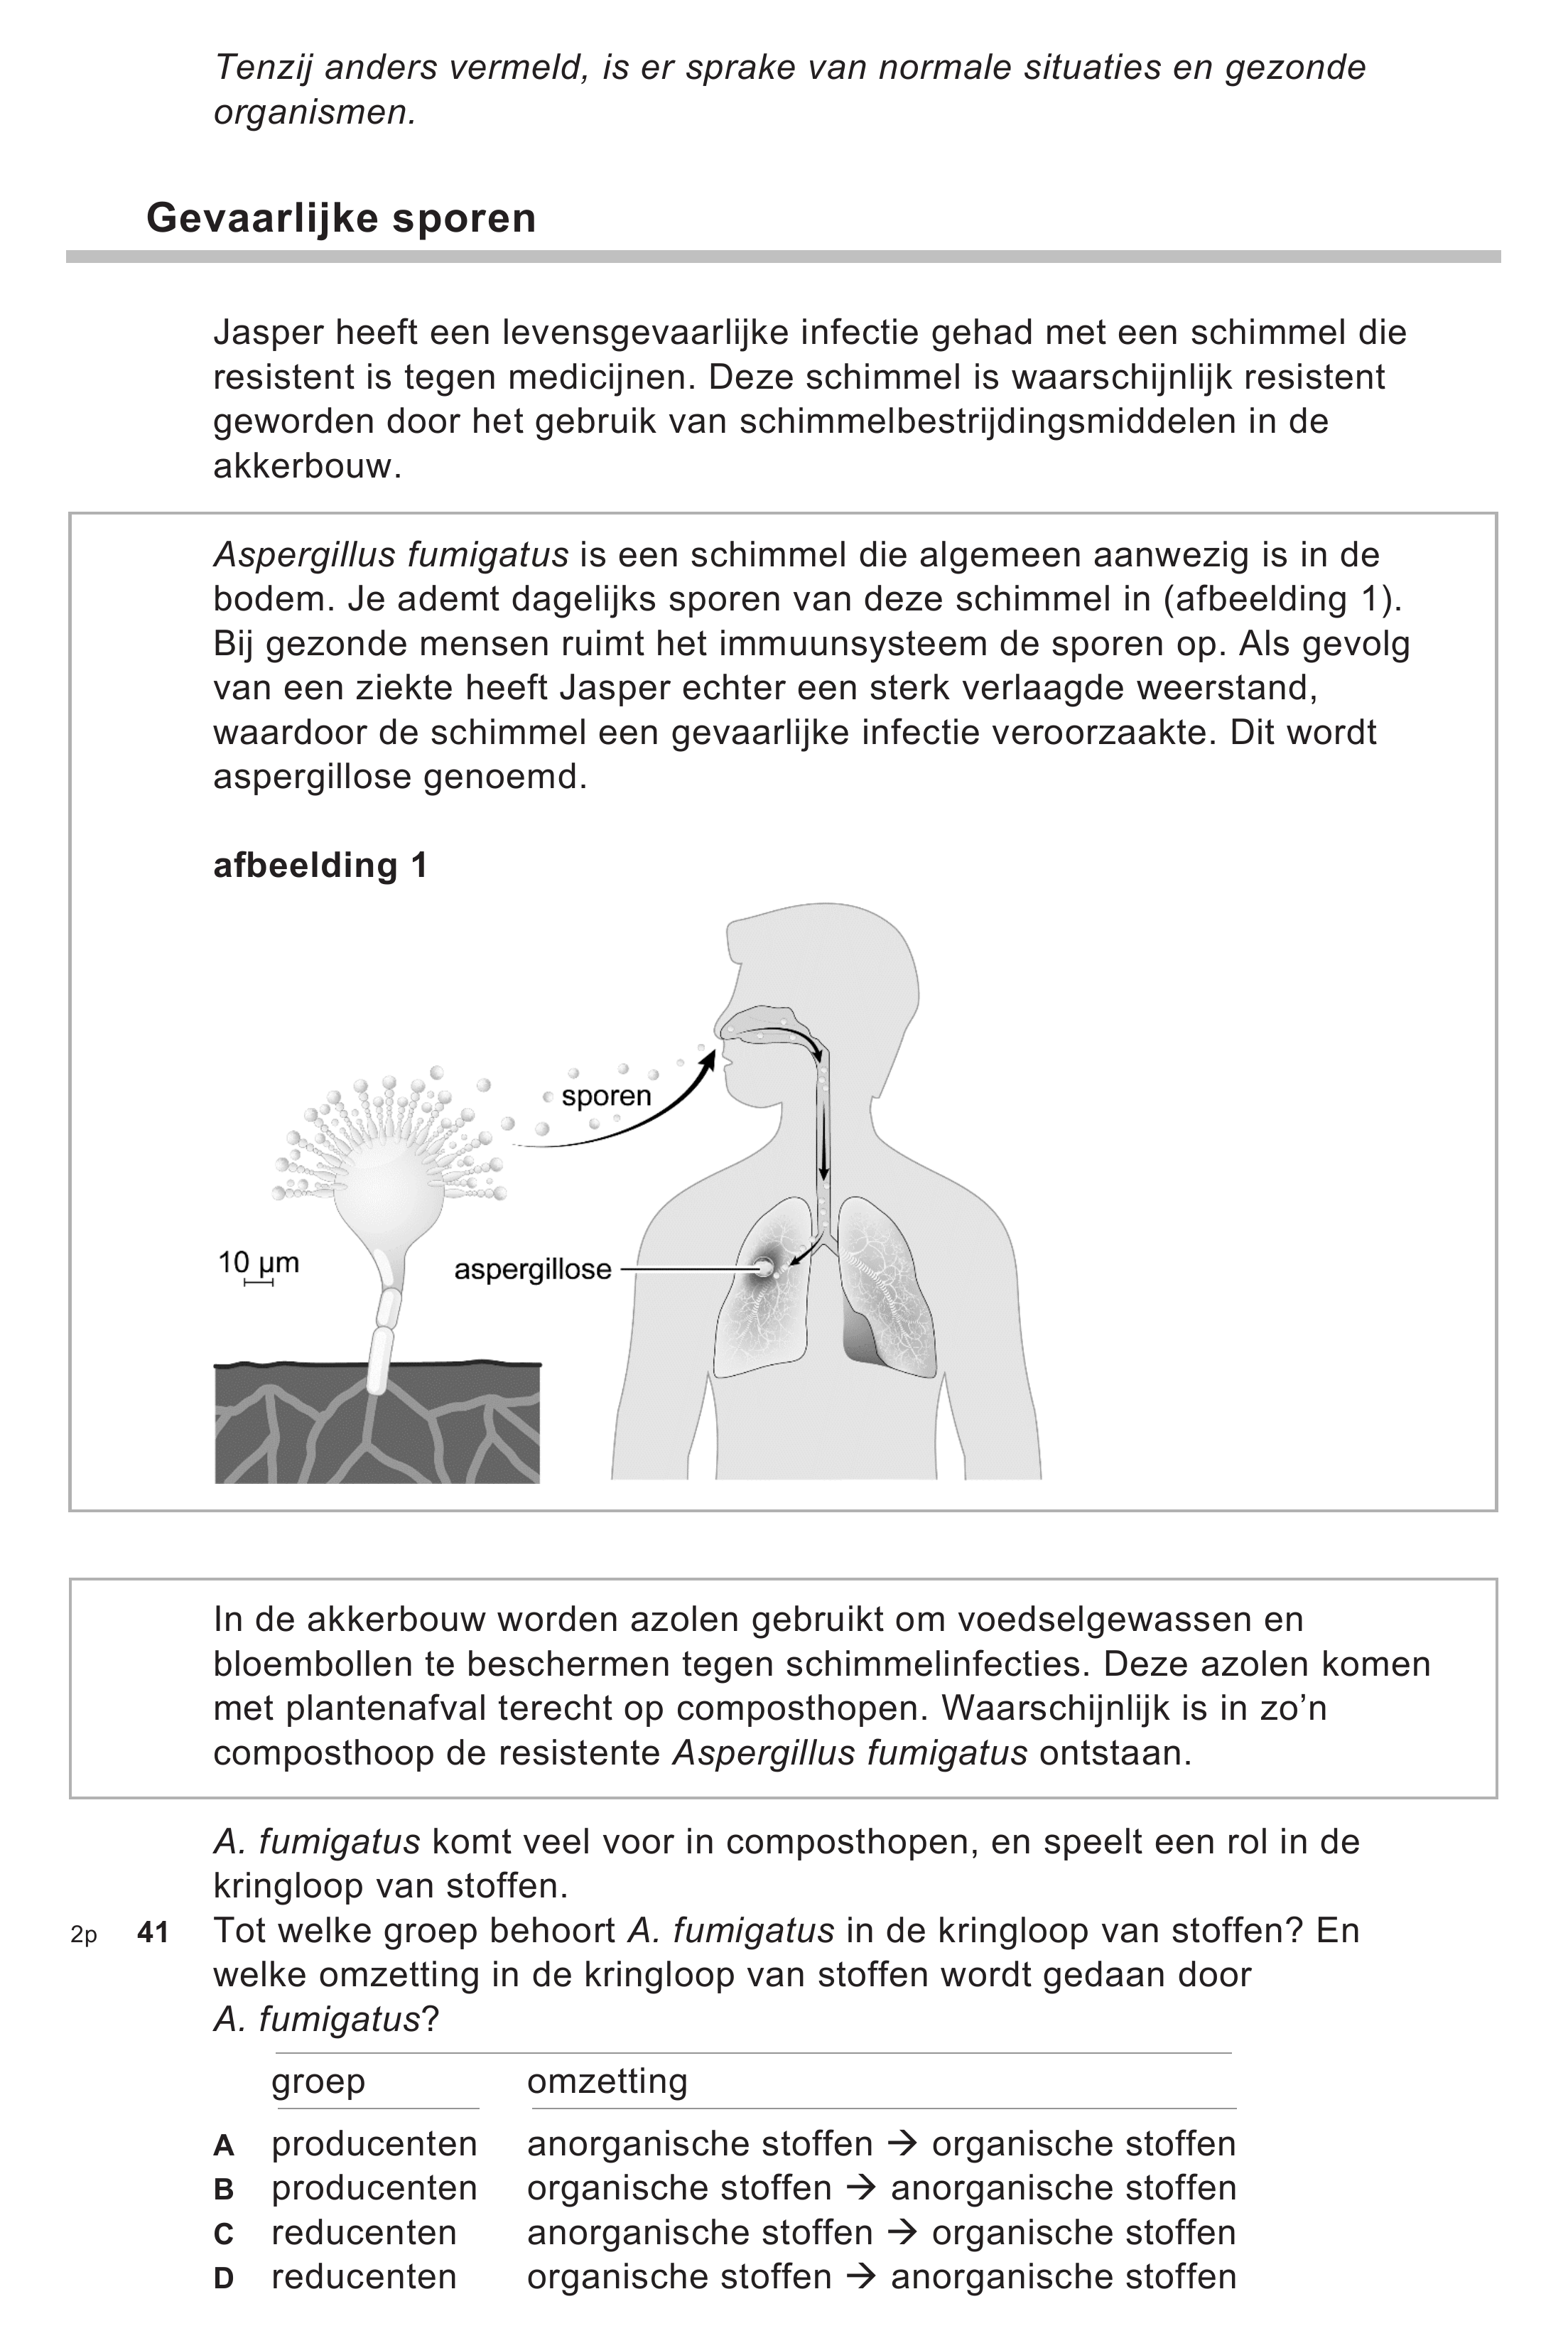 Tenzij anders vermeld, is er sprake van normale situaties en gezonde
organismen.
Gevaarlijke sporen
Jasper heeft een levensgevaarlijke infectie gehad met een schimmel die
resistent is tegen medicijnen. Deze schimmel is waarschijnlijk resistent
geworden door het gebruik van schimmelbestrijdingsmiddelen in de
akkerbouw.
Aspergillus fumigatus is een schimmel die algemeen aanwezig is in de
bodem. Je ademt dagelijks sporen van deze schimmel in (afbeelding 1).
Bij gezonde mensen ruimt het immuunsysteem de sporen op. Als gevolg
van een ziekte heeft Jasper echter een sterk verlaagde weerstand,
waardoor de schimmel een gevaarlijke infectie veroorzaakte. Dit wordt
aspergillose genoemd.
afbeelding 1
sporen
10 µm
aspergillose
In de akkerbouw worden azolen gebruikt om voedselgewassen en
bloembollen te beschermen tegen schimmelinfecties. Deze azolen komen
met plantenafval terecht op composthopen. Waarschijnlijk is in zo’n
composthoop de resistente Aspergillus fumigatus ontstaan.
A. fumigatus komt veel voor in composthopen, en speelt een rol in de
kringloop van stoffen.
2p 41 Tot welke groep behoort A. fumigatus in de kringloop van stoffen? En
welke omzetting in de kringloop van stoffen wordt gedaan door
A. fumigatus?
groep omzetting
A producenten anorganische stoffen → organische stoffen
B producenten organische stoffen → anorganische stoffen
C reducenten anorganische stoffen → organische stoffen
D reducenten organische stoffen → anorganische stoffen